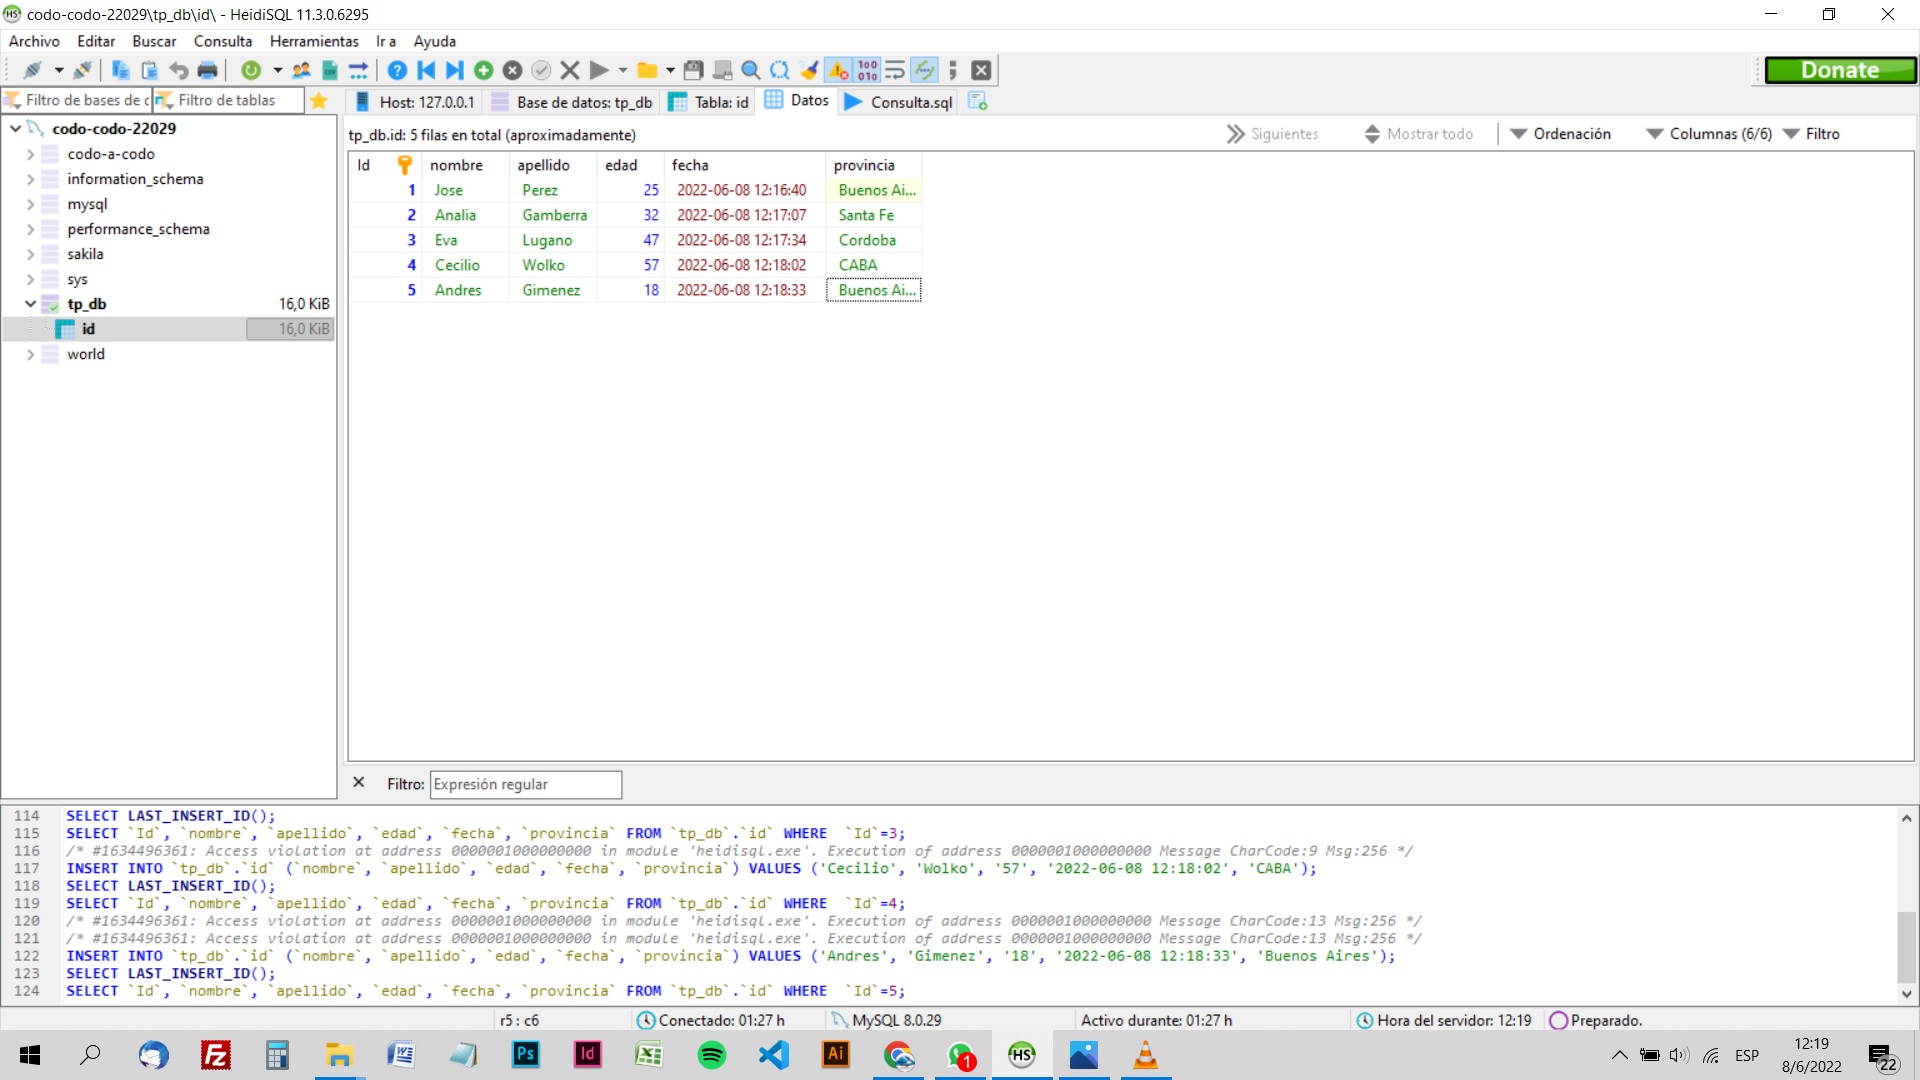 codo-codo-22029\tp_db\id\ - HeidiSQL 11.3.0.6295
Archivo Editar Buscar Consulta Herramientas Ir a Ayuda
Donate
Filtro de bases de c Filtro de tablas
Host: 127.0.0.1 Base de datos: tp_db Tabla: id Datos Consulta.sql
codo-codo-22029
codo-a-codo
information_schema
mysql
performance_schema
sakila
sys
tp_db 16,0 KiB
id 16,0 KiB
world
tp_db.id: 5 filas en total (aproximadamente) Siguientes Mostrar todo Ordenación Columnas (6/6) Filtro
Id nombre apellido edad fecha provincia
1 Jose Perez 25 2022-06-08 12:16:40 Buenos Ai...
2 Analia Gamberra 32 2022-06-08 12:17:07 Santa Fe
3 Eva Lugano 47 2022-06-08 12:17:34 Cordoba
4 Cecilio Wolko 57 2022-06-08 12:18:02 CABA
5 Andres Gimenez 18 2022-06-08 12:18:33 Buenos Ai...
Filtro: Expresión regular
114 SELECT LAST_INSERT_ID();
115 SELECT `Id`, `nombre`, `apellido`, `edad`, `fecha`, `provincia` FROM `tp_db`.`id` WHERE  `Id`=3;
116 /* #1634496361: Access violation at address 0000001000000000 in module 'heidisql.exe'. Execution of address 0000001000000000 Message CharCode:9 Msg:256 */
117 INSERT INTO `tp_db`.`id` (`nombre`, `apellido`, `edad`, `fecha`, `provincia`) VALUES ('Cecilio', 'Wolko', '57', '2022-06-08 12:18:02', 'CABA');
118 SELECT LAST_INSERT_ID();
119 SELECT `Id`, `nombre`, `apellido`, `edad`, `fecha`, `provincia` FROM `tp_db`.`id` WHERE  `Id`=4;
120 /* #1634496361: Access violation at address 0000001000000000 in module 'heidisql.exe'. Execution of address 0000001000000000 Message CharCode:13 Msg:256 */
121 /* #1634496361: Access violation at address 0000001000000000 in module 'heidisql.exe'. Execution of address 0000001000000000 Message CharCode:13 Msg:256 */
122 INSERT INTO `tp_db`.`id` (`nombre`, `apellido`, `edad`, `fecha`, `provincia`) VALUES ('Andres', 'Gimenez', '18', '2022-06-08 12:18:33', 'Buenos Aires');
123 SELECT LAST_INSERT_ID();
124 SELECT `Id`, `nombre`, `apellido`, `edad`, `fecha`, `provincia` FROM `tp_db`.`id` WHERE  `Id`=5;
r5 : c6 Conectado: 01:27 h MySQL 8.0.29 Activo durante: 01:27 h Hora del servidor: 12:19 Preparado.
Ps Id Ai 1 HS ESP 12:19
8/6/2022 22